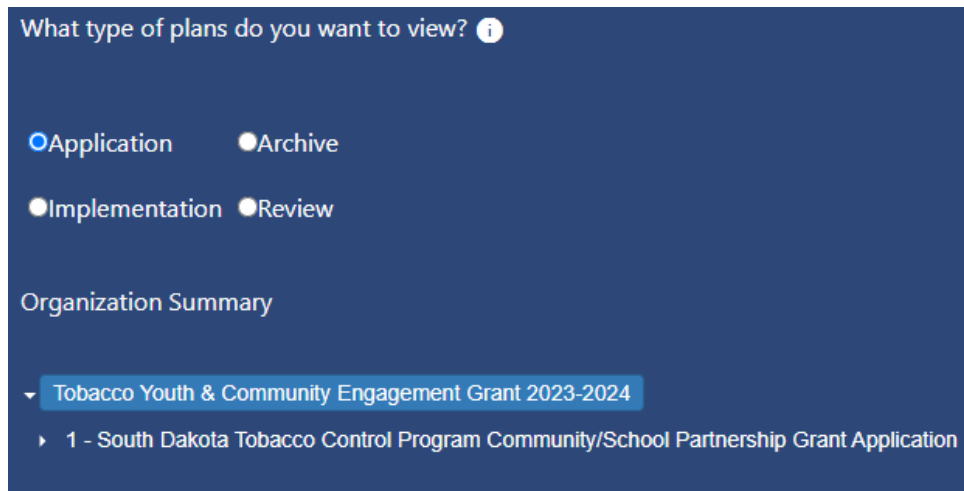 What type of plans do you want to view? i
Application Archive
Implementation Review
Organization Summary
Tobacco Youth & Community Engagement Grant 2023-2024
1 - South Dakota Tobacco Control Program Community/School Partnership Grant Application